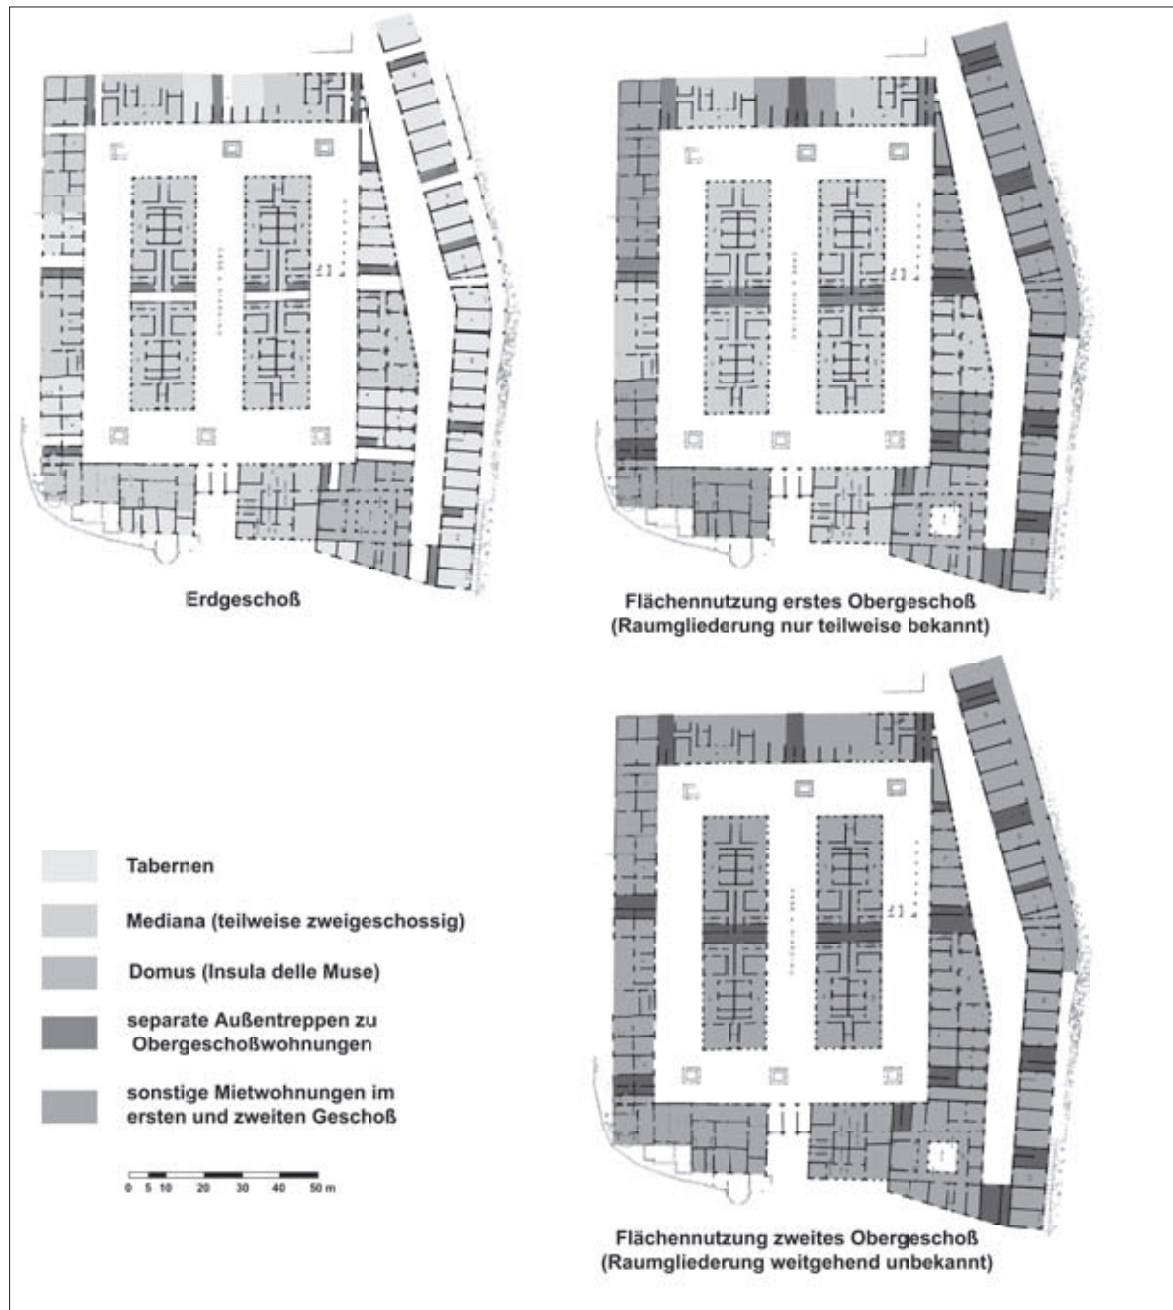 Erdgeschoß
Flächennutzung erstes Obergeschoß
(Raumgliederung nur teilweise bekannt)
Tabernen
Mediana (teilweise zweigeschossig)
Domus (Insula delle Muse)
separate Außentreppen zu
Obergeschoßwohnungen
sonstige Mietwohnungen im
ersten und zweiten Geschoß
0 5 10 20 30 40 50 m
Flächennutzung zweites Obergeschoß
(Raumgliederung weitgehend unbekannt)